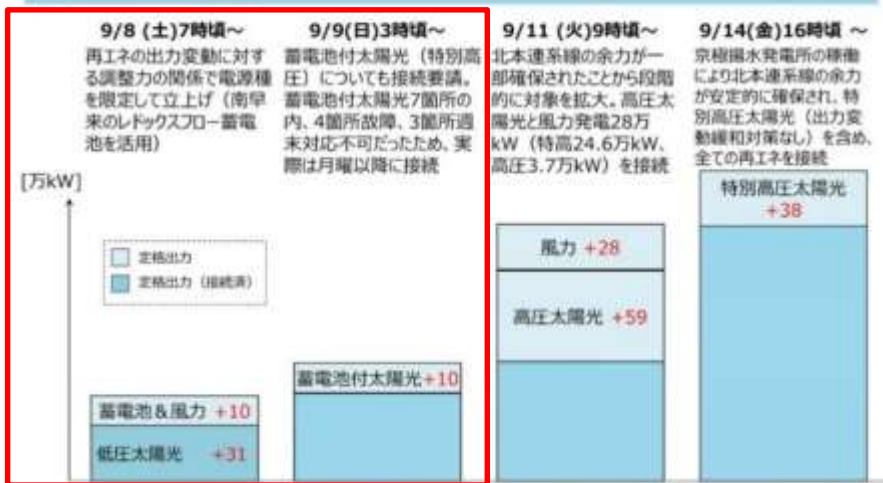 9/8 (土)7時頃～
再エネの出力変動に対す
る調整力の関係で電源種
を限定して立上げ（南早
来のレドックスフロー蓄電
池を活用）
9/9(日)3時頃～
蓄電池付太陽光（特別高
圧）についても接続要請。
蓄電池付太陽光7箇所の
内、4箇所故障、3箇所週
末対応不可だったため、実
際は月曜以降に接続
9/11 (火)9時頃～
北本連系線の余力が一
部確保されたことから段階
的に対象を拡大。高圧太
陽光と風力発電28万
kW（特高24.6万kW、
高圧3.7万kW）を接続
9/14(金)16時頃 ～
京極揚水発電所の稼働
により北本連系線の余力
が安定的に確保され、特
別高圧太陽光（出力変
動緩和対策なし）を含め、
全ての再エネを接続
[万kW]
定格出力
定格出力（接続済）
蓄電池＆風力 +10
低圧太陽光 +31
蓄電池付太陽光+10
風力 +28
高圧太陽光 +59
特別高圧太陽光
+38